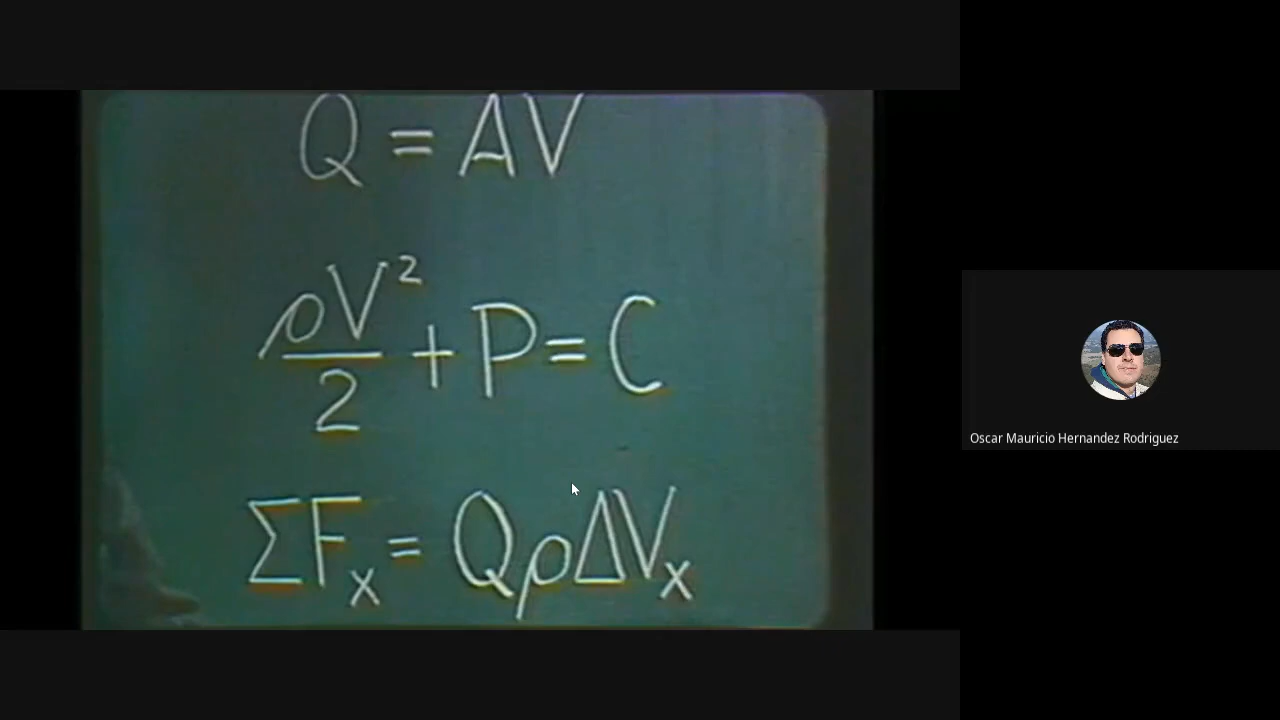 Q = AV
ρV²/2 + P = C
ΣFₓ = QρΔVₓ
Oscar Mauricio Hernandez Rodriguez